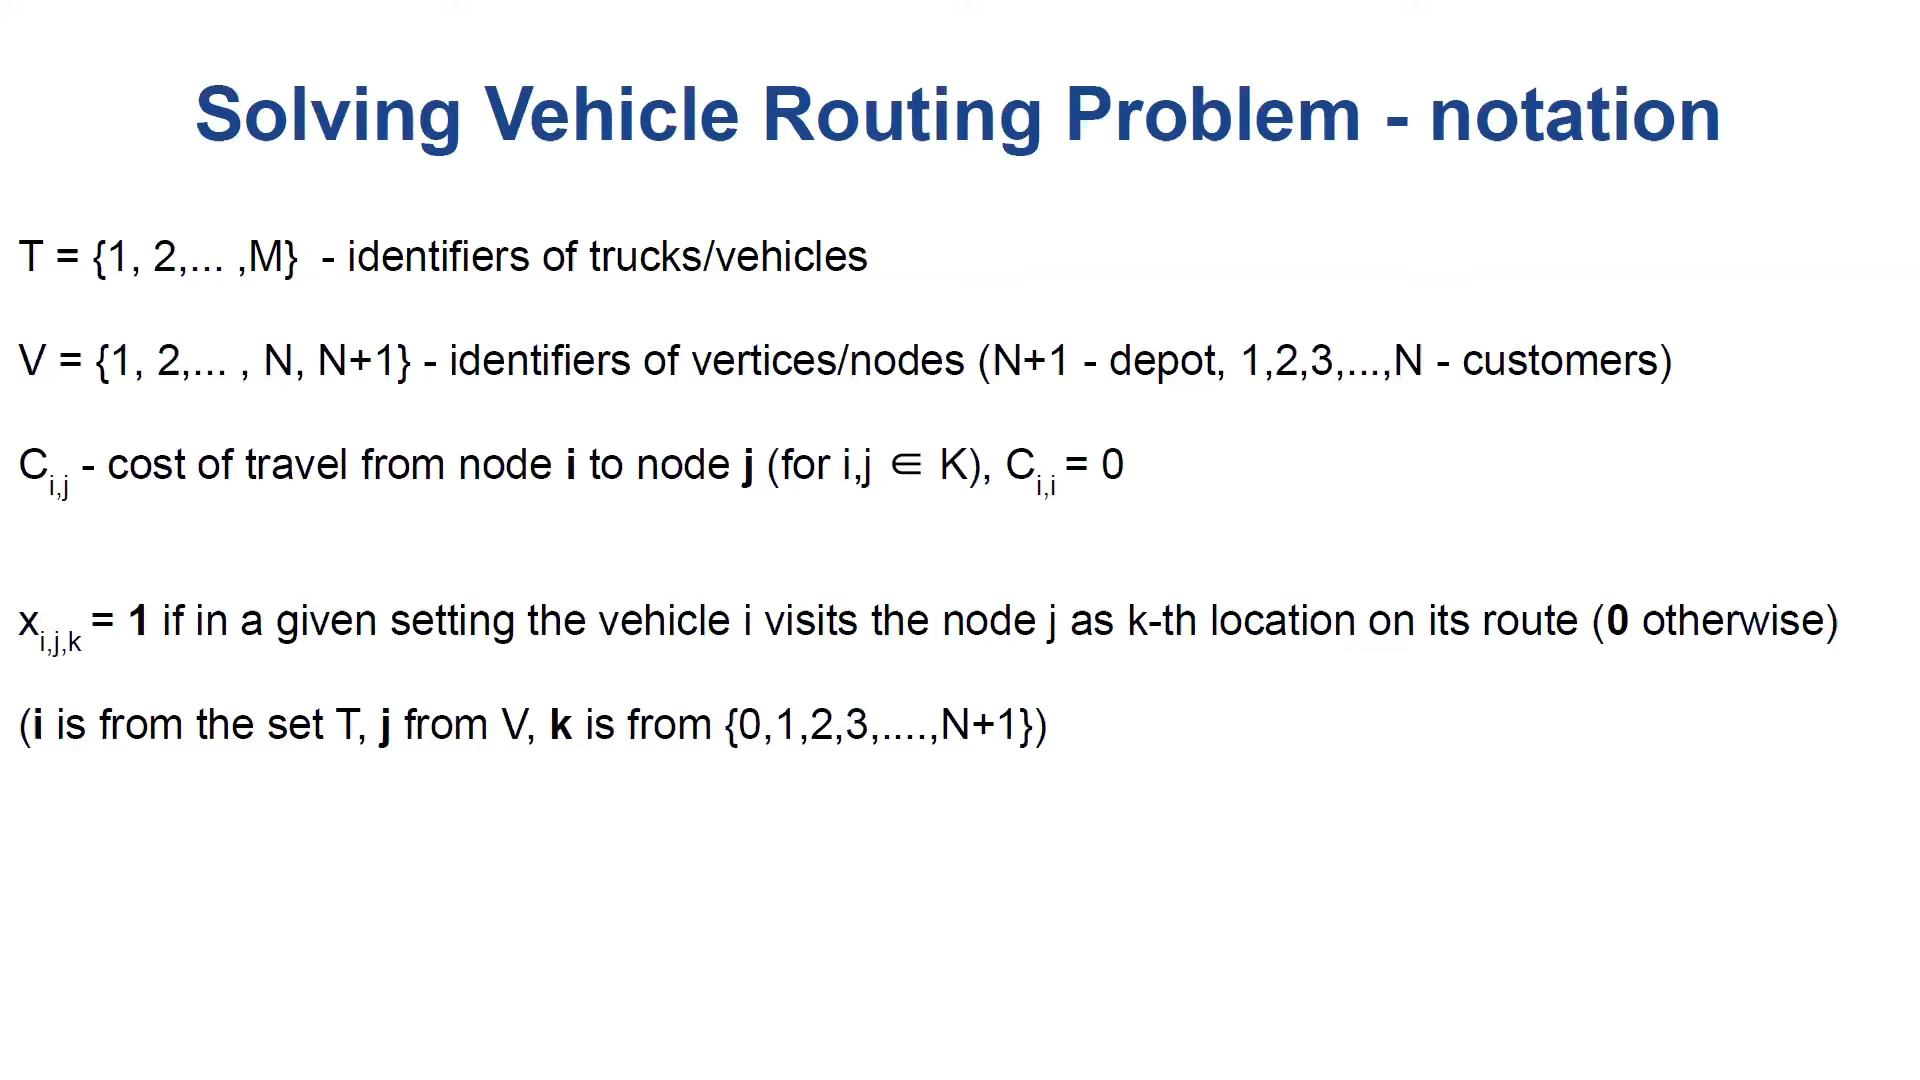 Solving Vehicle Routing Problem - notation
T = {1, 2,... ,M}  - identifiers of trucks/vehicles
V = {1, 2,... , N, N+1} - identifiers of vertices/nodes (N+1 - depot, 1,2,3,...,N - customers)
C_{i,j} - cost of travel from node i to node j (for i,j ∈ K), C_{i,i} = 0
x_{i,j,k} = 1 if in a given setting the vehicle i visits the node j as k-th location on its route (0 otherwise)
(i is from the set T, j from V, k is from {0,1,2,3,....,N+1})